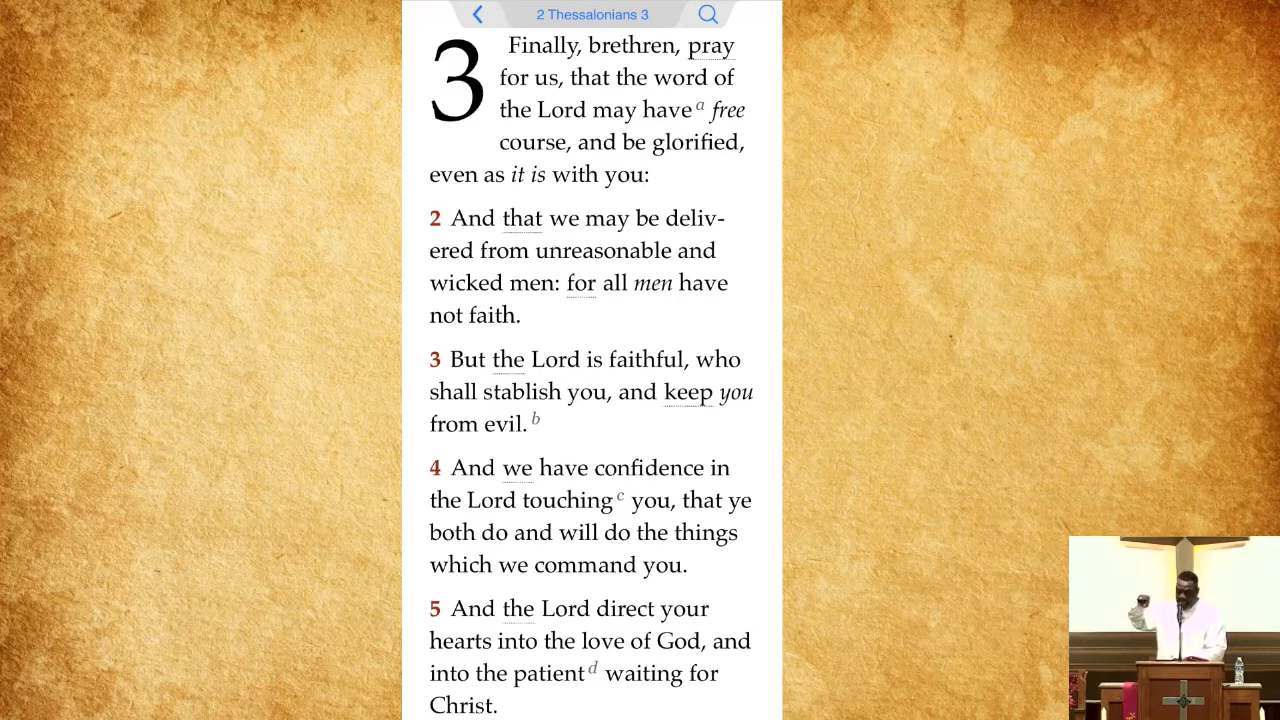 2 Thessalonians 3
3 Finally, brethren, pray
for us, that the word of
the Lord may have a free
course, and be glorified,
even as it is with you:
2 And that we may be deliv-
ered from unreasonable and
wicked men: for all men have
not faith.
3 But the Lord is faithful, who
shall stablish you, and keep you
from evil. b
4 And we have confidence in
the Lord touching c you, that ye
both do and will do the things
which we command you.
5 And the Lord direct your
hearts into the love of God, and
into the patient d waiting for
Christ.